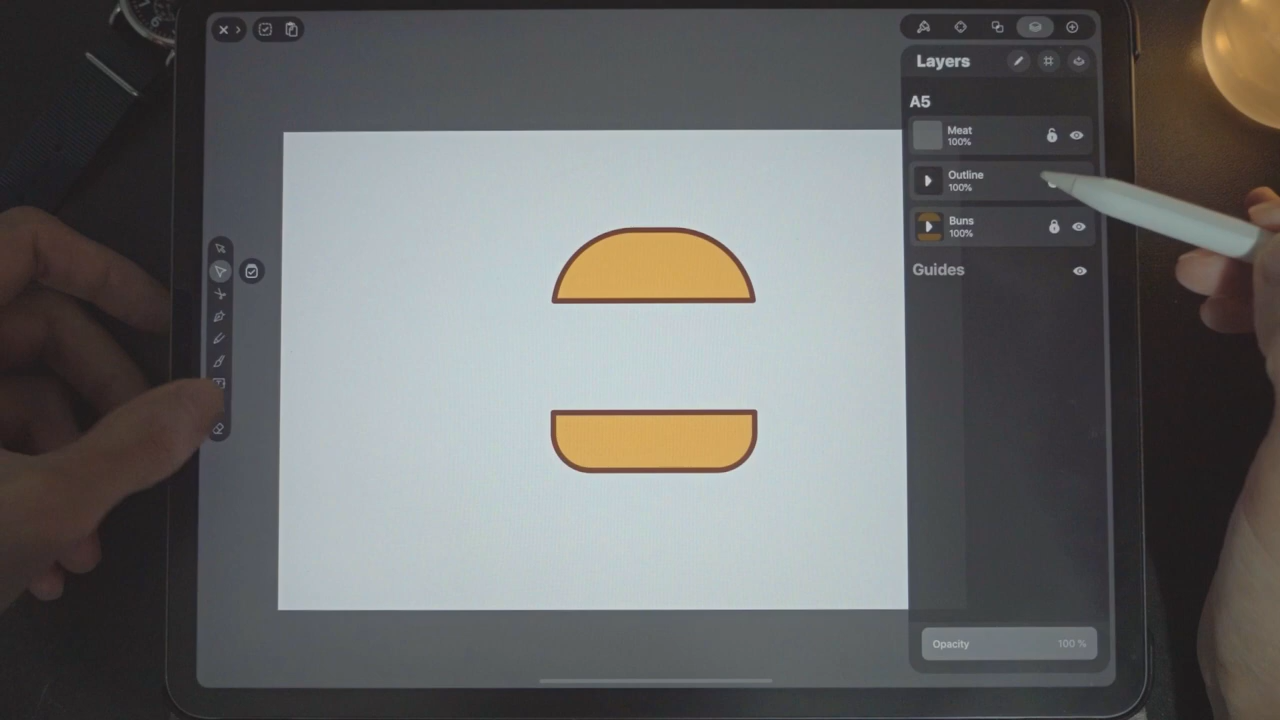 Layers
A5
Meat
100%
Outline
100%
Buns
100%
Guides
Opacity 100 %